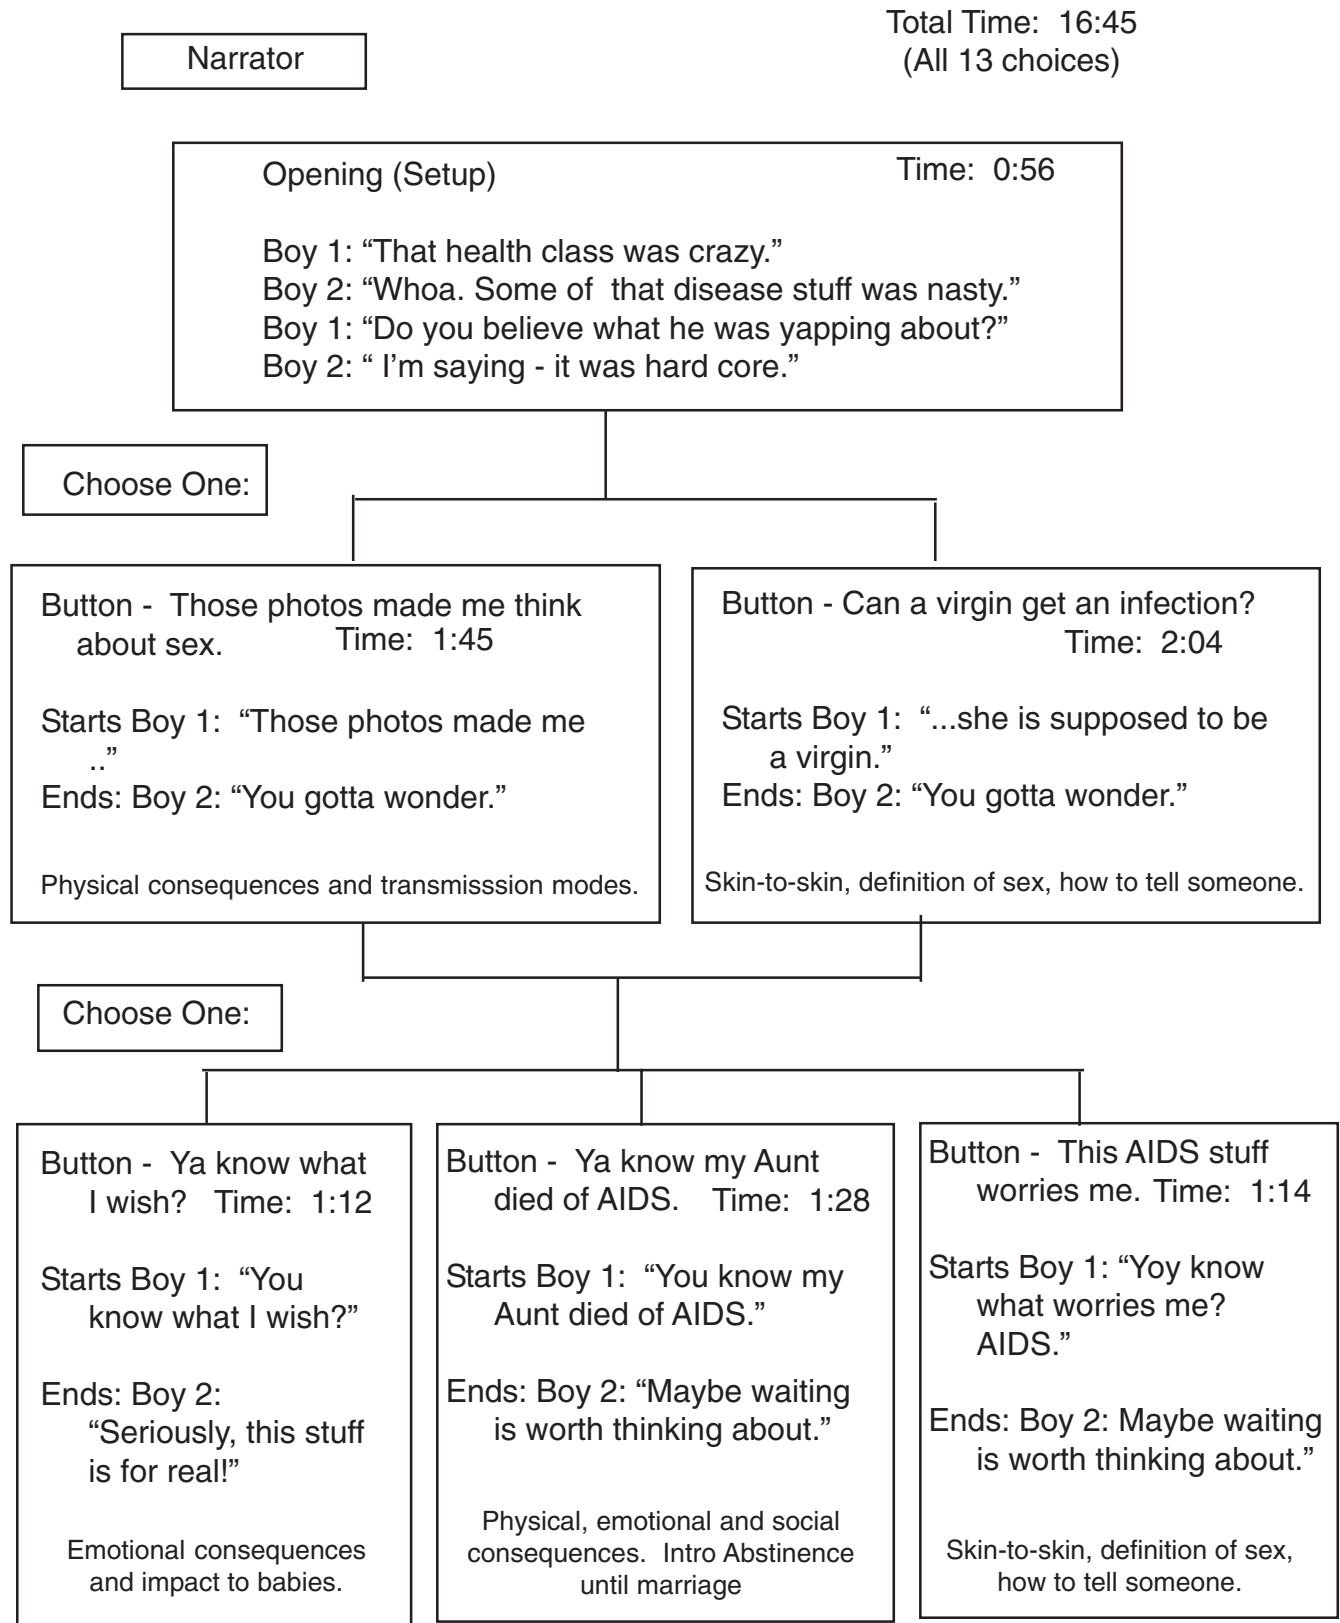 Total Time: 16:45
(All 13 choices)
Narrator
Opening (Setup)
Time: 0:56
Boy 1: “That health class was crazy.”
Boy 2: “Whoa. Some of that disease stuff was nasty.”
Boy 1: “Do you believe what he was yapping about?”
Boy 2: “ I’m saying - it was hard core.”
Choose One:
Button - Those photos made me think
about sex.
Time: 1:45
Starts Boy 1: “Those photos made me
..”
Ends: Boy 2: “You gotta wonder.”
Physical consequences and transmisssion modes.
Button - Can a virgin get an infection?
Time: 2:04
Starts Boy 1: “...she is supposed to be
a virgin.”
Ends: Boy 2: “You gotta wonder.”
Skin-to-skin, definition of sex, how to tell someone.
Choose One:
Button - Ya know what
I wish? Time: 1:12
Starts Boy 1: “You
know what I wish?”
Ends: Boy 2:
“Seriously, this stuff
is for real!”
Emotional consequences
and impact to babies.
Button - Ya know my Aunt
died of AIDS. Time: 1:28
Starts Boy 1: “You know my
Aunt died of AIDS.”
Ends: Boy 2: “Maybe waiting
is worth thinking about.”
Physical, emotional and social
consequences. Intro Abstinence
until marriage
Button - This AIDS stuff
worries me. Time: 1:14
Starts Boy 1: “Yoy know
what worries me?
AIDS.”
Ends: Boy 2: Maybe waiting
is worth thinking about.”
Skin-to-skin, definition of sex,
how to tell someone.